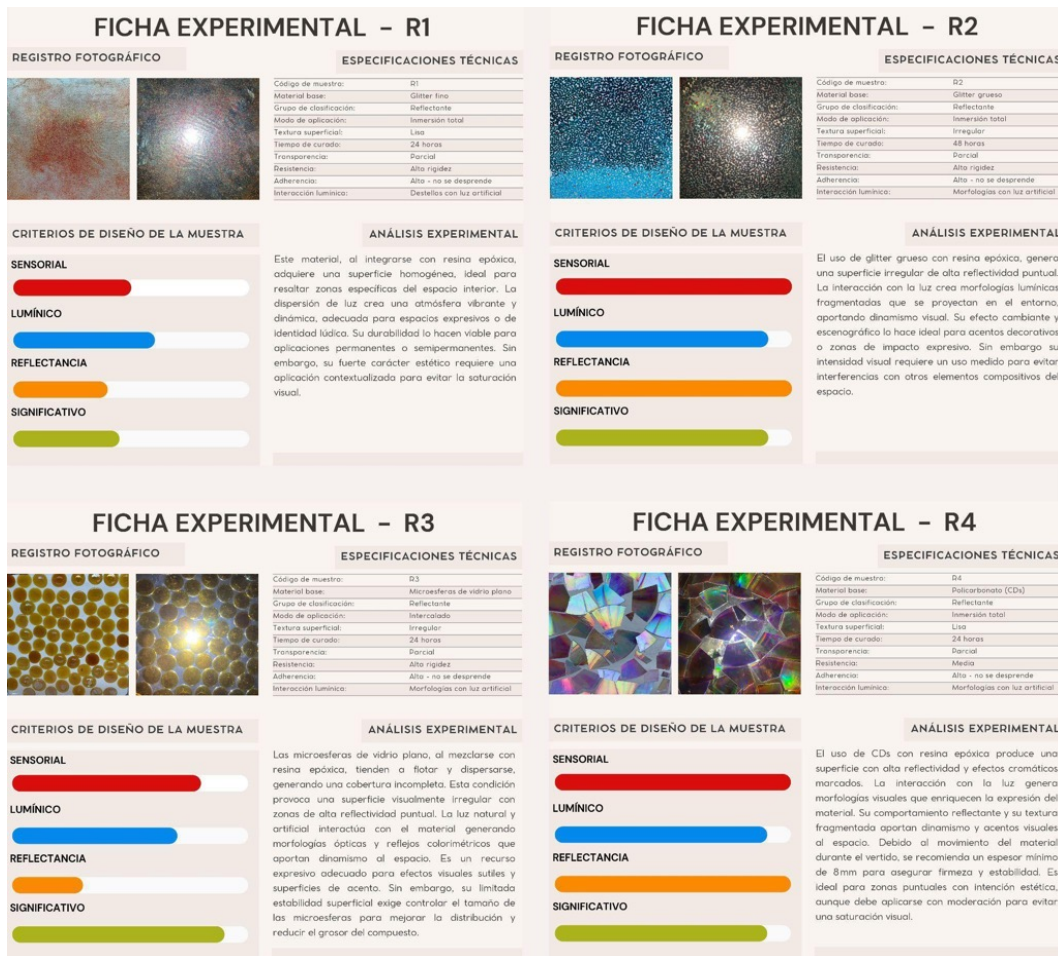 FICHA EXPERIMENTAL - R1
REGISTRO FOTOGRÁFICO
ESPECIFICACIONES TÉCNICAS
Código de muestra: R1
Material base: Glitter fino
Grupo de clasificación: Reflectante
Modo de aplicación: Inmersión total
Textura superficial: Lisa
Tiempo de curado: 24 horas
Transparencia: Parcial
Resistencia: Alta rigidez
Adherencia: Alta - no se desprende
Interacción lumínica: Destellos con luz artificial
CRITERIOS DE DISEÑO DE LA MUESTRA
SENSORIAL
LUMÍNICO
REFLECTANCIA
SIGNIFICATIVO
ANÁLISIS EXPERIMENTAL
Este material, al integrarse con resina epóxica,
adquiere una superficie homogénea, ideal para
resaltar zonas específicas del espacio interior. La
dispersión de luz crea una atmósfera vibrante y
dinámica, adecuada para espacios expresivos o de
identidad lúdica. Su durabilidad lo hacen viable para
aplicaciones permanentes o semipermanentes. Sin
embargo, su fuerte carácter estético requiere una
aplicación contextualizada para evitar la saturación
visual.
FICHA EXPERIMENTAL - R2
REGISTRO FOTOGRÁFICO
ESPECIFICACIONES TÉCNICAS
Código de muestra: R2
Material base: Glitter grueso
Grupo de clasificación: Reflectante
Modo de aplicación: Inmersión total
Textura superficial: Irregular
Tiempo de curado: 48 horas
Transparencia: Parcial
Resistencia: Alta rigidez
Adherencia: Alta - no se desprende
Interacción lumínica: Morfologías con luz artificial
CRITERIOS DE DISEÑO DE LA MUESTRA
SENSORIAL
LUMÍNICO
REFLECTANCIA
SIGNIFICATIVO
ANÁLISIS EXPERIMENTAL
El uso de glitter grueso con resina epóxica, genera
una superficie irregular de alta reflectividad puntual.
La interacción con la luz crea morfologías lumínicas
fragmentadas que se proyectan en el entorno,
aportando dinamismo visual. Su efecto cambiante y
escenográfico lo hace ideal para acentos decorativos
o zonas de impacto expresivo. Sin embargo su
intensidad visual requiere un uso medido para evitar
interferencias con otros elementos compositivos del
espacio.
FICHA EXPERIMENTAL - R3
REGISTRO FOTOGRÁFICO
ESPECIFICACIONES TÉCNICAS
Código de muestra: R3
Material base: Microesferas de vidrio plano
Grupo de clasificación: Reflectante
Modo de aplicación: Intercalado
Textura superficial: Irregular
Tiempo de curado: 24 horas
Transparencia: Parcial
Resistencia: Alta rigidez
Adherencia: Alta - no se desprende
Interacción lumínica: Morfologías con luz artificial
CRITERIOS DE DISEÑO DE LA MUESTRA
SENSORIAL
LUMÍNICO
REFLECTANCIA
SIGNIFICATIVO
ANÁLISIS EXPERIMENTAL
Las microesferas de vidrio plano, al mezclarse con
resina epóxica, tienden a flotar y dispersarse,
generando una cobertura incompleta. Esta condición
provoca una superficie visualmente irregular con
zonas de alta reflectividad puntual. La luz natural y
artificial interactúa con el material generando
morfologías ópticas y reflejos colorimétricos que
aportan dinamismo al espacio. Es un recurso
expresivo adecuado para efectos visuales sutiles y
superficies de acento. Sin embargo, su limitada
estabilidad superficial exige controlar el tamaño de
las microesferas para mejorar la distribución y
reducir el grosor del compuesto.
FICHA EXPERIMENTAL - R4
REGISTRO FOTOGRÁFICO
ESPECIFICACIONES TÉCNICAS
Código de muestra: R4
Material base: Policarbonato (CDs)
Grupo de clasificación: Reflectante
Modo de aplicación: Inmersión total
Textura superficial: Lisa
Tiempo de curado: 24 horas
Transparencia: Parcial
Resistencia: Media
Adherencia: Alta - no se desprende
Interacción lumínica: Morfologías con luz artificial
CRITERIOS DE DISEÑO DE LA MUESTRA
SENSORIAL
LUMÍNICO
REFLECTANCIA
SIGNIFICATIVO
ANÁLISIS EXPERIMENTAL
El uso de CDs con resina epóxica produce una
superficie con alta reflectividad y efectos cromáticos
marcados. La interacción con la luz genera
morfologías visuales que enriquecen la expresión del
material. Su comportamiento reflectante y su textura
fragmentada aportan dinamismo y acentos visuales
al espacio. Debido al movimiento del material
durante el vertido, se recomienda un espesor mínimo
de 8mm para asegurar firmeza y estabilidad. Es
ideal para zonas puntuales con intención estética,
aunque debe aplicarse con moderación para evitar
una saturación visual.